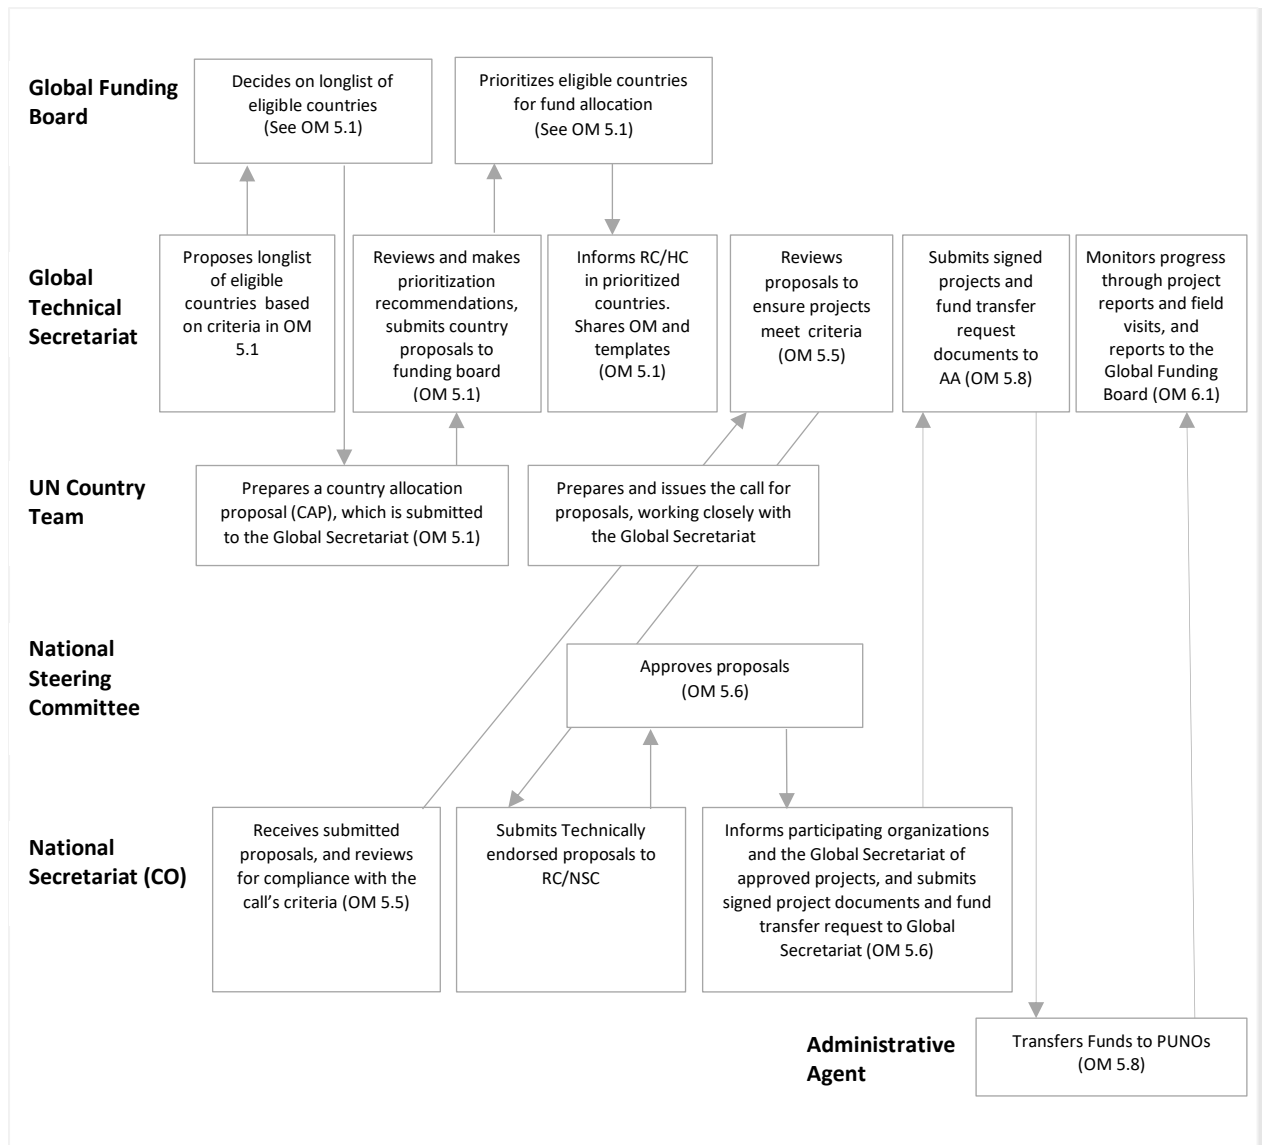 Global Funding
Board
Decides on longlist of
eligible countries
(See OM 5.1)
Prioritizes eligible countries
for fund allocation
(See OM 5.1)
Global
Technical
Secretariat
Proposes longlist
of eligible
countries based
on criteria in OM
5.1
Reviews and makes
prioritization
recommendations,
submits country
proposals to
funding board
(OM 5.1)
Informs RC/HC
in prioritized
countries.
Shares OM and
templates
(OM 5.1)
Reviews
proposals to
ensure projects
meet criteria
(OM 5.5)
Submits signed
projects and
fund transfer
request
documents to
AA (OM 5.8)
Monitors progress
through project
reports and field
visits, and
reports to the
Global Funding
Board (OM 6.1)
UN Country
Team
Prepares a country allocation
proposal (CAP), which is submitted
to the Global Secretariat (OM 5.1)
Prepares and issues the call for
proposals, working closely with
the Global Secretariat
National
Steering
Committee
Approves proposals
(OM 5.6)
National
Secretariat (CO)
Receives submitted
proposals, and reviews
for compliance with the
call’s criteria (OM 5.5)
Submits Technically
endorsed proposals to
RC/NSC
Informs participating organizations
and the Global Secretariat of
approved projects, and submits
signed project documents and fund
transfer request to Global
Secretariat (OM 5.6)
Administrative
Agent
Transfers Funds to PUNOs
(OM 5.8)